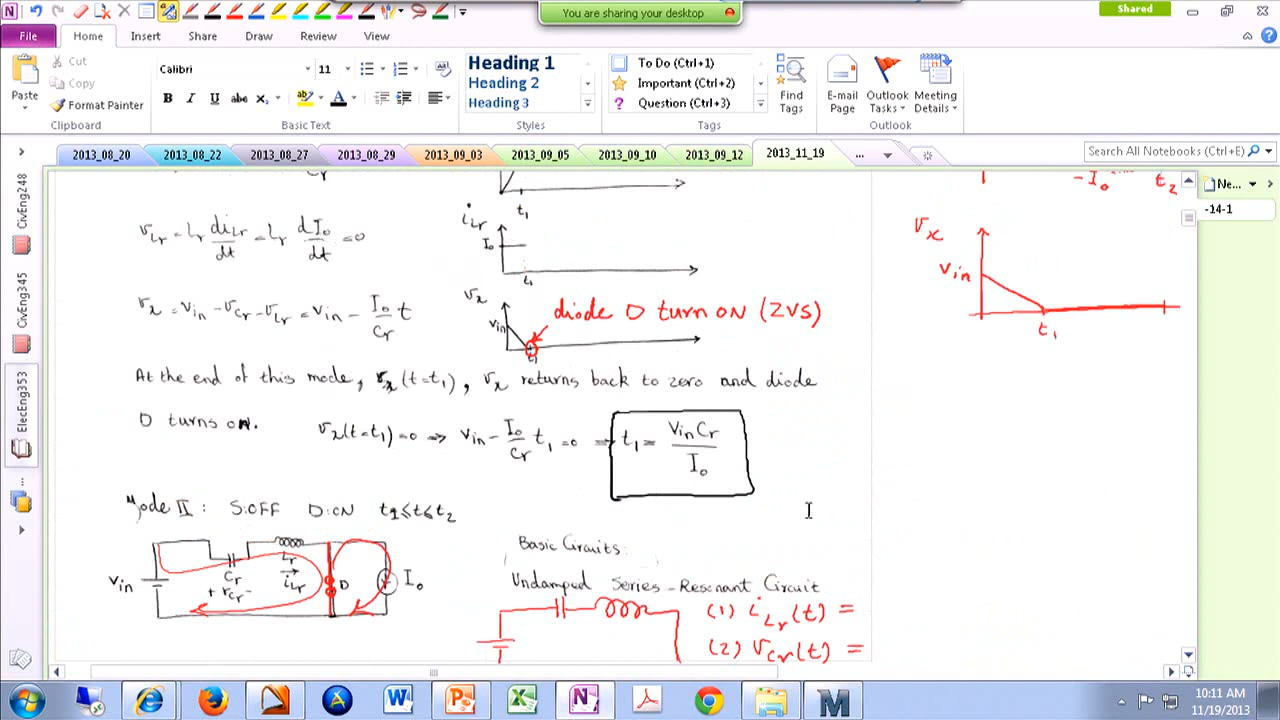 You are sharing your desktop
Shared
File Home Insert Share Draw Review View
Paste
Cut
Copy
Format Painter
Clipboard
Calibri 11
B I U abc
Basic Text
Heading 1
Heading 2
Heading 3
Styles
To Do (Ctrl+1)
Important (Ctrl+2)
Question (Ctrl+3)
Tags
Find Tags
E-mail Page
Outlook Tasks
Meeting Details
Outlook
2013_08_20 2013_08_22 2013_08_27 2013_08_29 2013_09_03 2013_09_05 2013_09_10 2013_09_12 2013_11_19 ...
Search All Notebooks (Ctrl+E)
Ne...
-14-1
CivEng248
CivEng345
ElecEng353
Cr
t1
-Io t2
iLr
Io
t1
vLr = Lr diLr/dt = Lr dIo/dt = 0
vx
vin
t1
vx = vin - vCr - vLr = vin - Io/Cr t
vx
vin
t1
diode D turn ON (ZVS)
At the end of this mode, vx(t=t1), vx returns back to zero and diode
D turns on. vx(t=t1)=0 ⇒ vin - Io/Cr t1 = 0 ⇒ t1 = VinCr/Io
Mode II: S:OFF D:ON t1≤t≤t2
vin Cr + vCr - Lr iLr D Io
Basic Circuits:
Undamped Series-Resonant Circuit
(1) iLr(t) =
(2) vCr(t) =
10:11 AM
11/19/2013